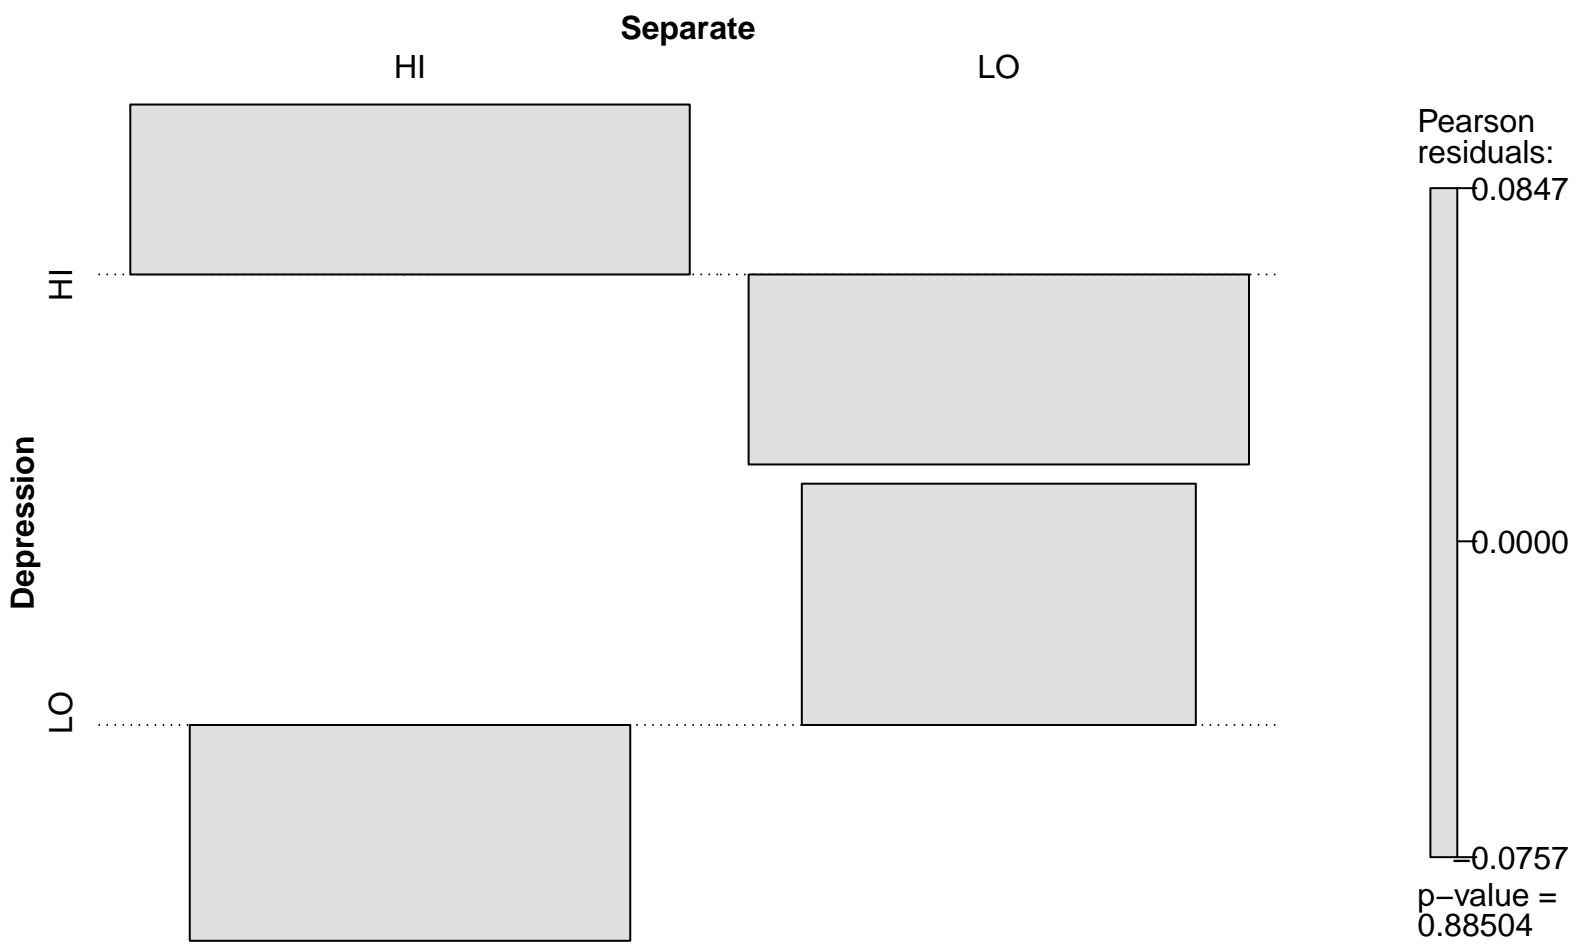 Separate
HI LO
Depression
HI
LO
Pearson
residuals:
0.0847
0.0000
−0.0757
p−value =
0.88504